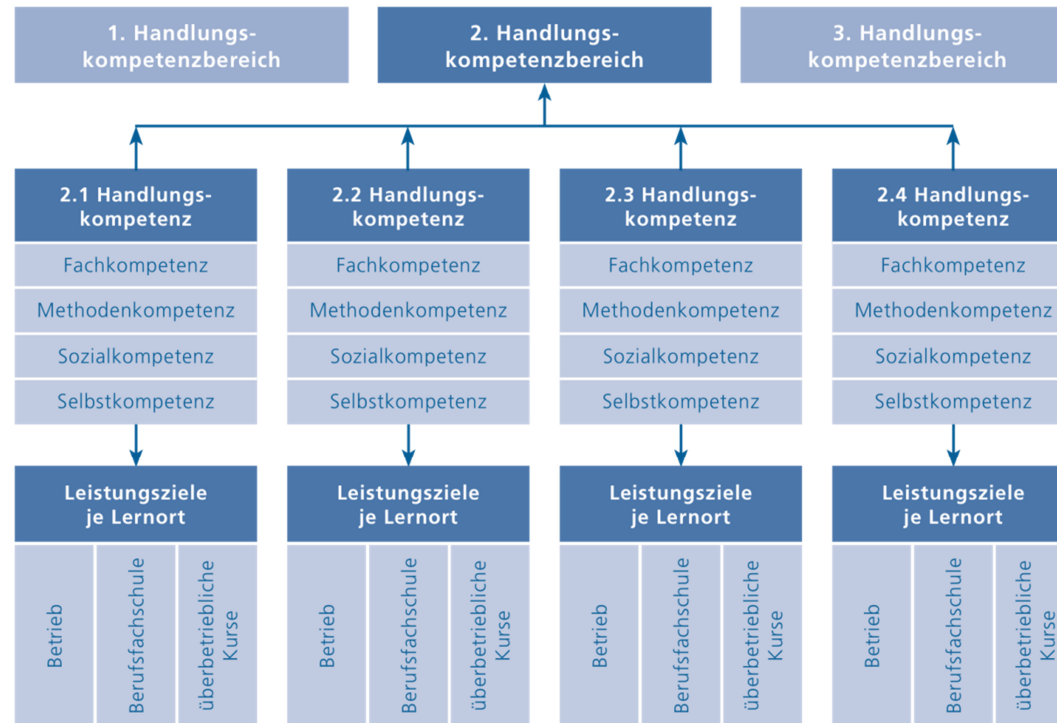 1. Handlungs-
kompetenzbereich
2. Handlungs-
kompetenzbereich
3. Handlungs-
kompetenzbereich
2.1 Handlungs-
kompetenz
Fachkompetenz
Methodenkompetenz
Sozialkompetenz
Selbstkompetenz
Leistungsziele
je Lernort
Betrieb
Berufsfachschule
überbetriebliche
Kurse
2.2 Handlungs-
kompetenz
Fachkompetenz
Methodenkompetenz
Sozialkompetenz
Selbstkompetenz
Leistungsziele
je Lernort
Betrieb
Berufsfachschule
überbetriebliche
Kurse
2.3 Handlungs-
kompetenz
Fachkompetenz
Methodenkompetenz
Sozialkompetenz
Selbstkompetenz
Leistungsziele
je Lernort
Betrieb
Berufsfachschule
überbetriebliche
Kurse
2.4 Handlungs-
kompetenz
Fachkompetenz
Methodenkompetenz
Sozialkompetenz
Selbstkompetenz
Leistungsziele
je Lernort
Betrieb
Berufsfachschule
überbetriebliche
Kurse